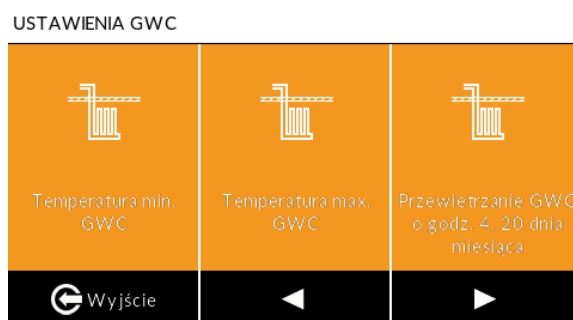 USTAWIENIA GWC
Temperatura min.
GWC
Temperatura max.
GWC
Przewietrzanie GWC
o godz. 4, 20 dnia
miesiąca
Wyjście